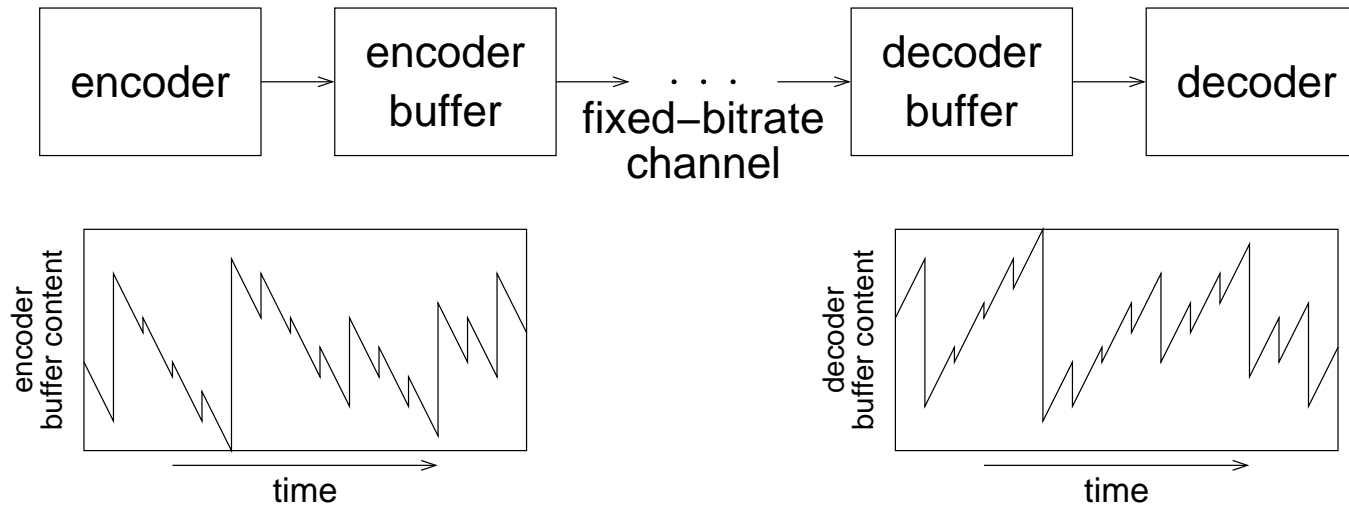 encoder
encoder
buffer
. . .
fixed–bitrate
channel
decoder
buffer
decoder
encoder
buffer content
time
decoder
buffer content
time